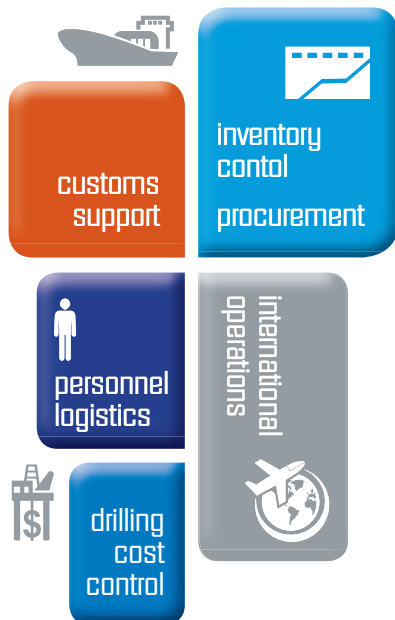 customs
support
inventory
contol
procurement
personnel
logistics
international
operations
$
drilling
cost
control